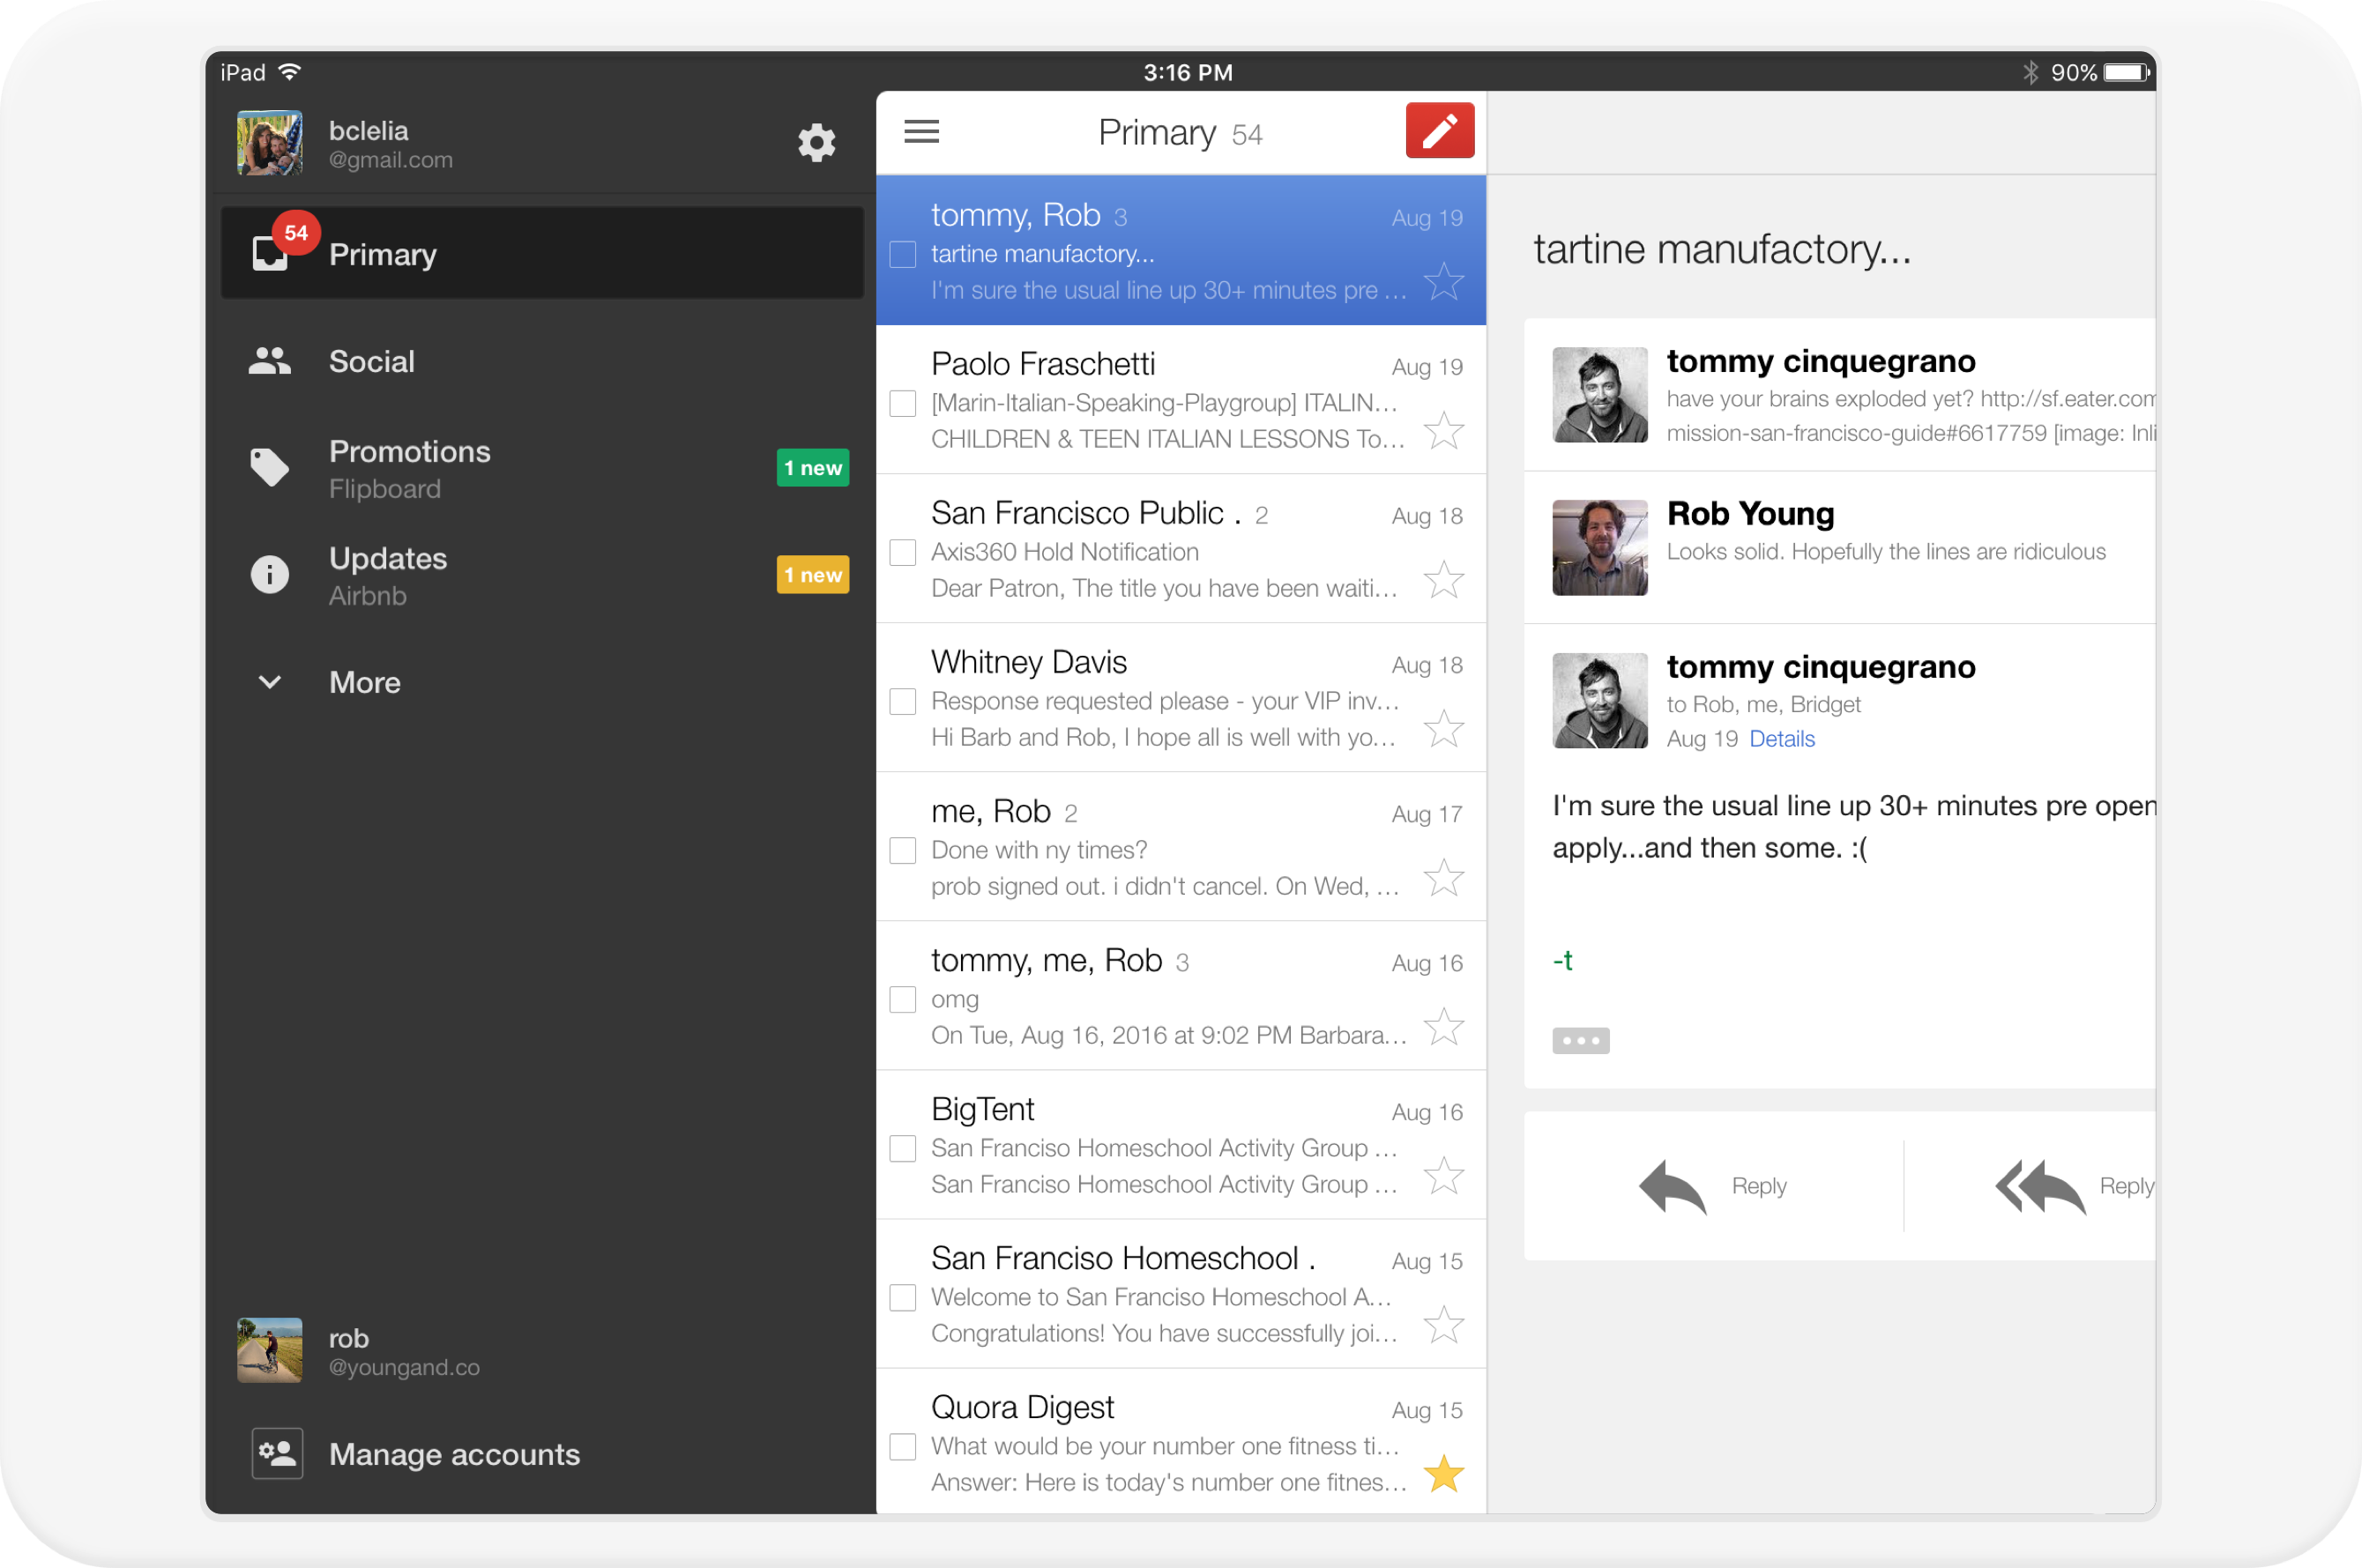 iPad
3:16 PM
90%
bclelia
@gmail.com
54
Primary
Social
Promotions
Flipboard
1 new
Updates
Airbnb
1 new
More
rob
@youngand.co
Manage accounts
Primary 54
tommy, Rob 3
Aug 19
tartine manufactory...
I'm sure the usual line up 30+ minutes pre ...
Paolo Fraschetti
Aug 19
[Marin-Italian-Speaking-Playgroup] ITALIN...
CHILDREN & TEEN ITALIAN LESSONS To...
San Francisco Public . 2
Aug 18
Axis360 Hold Notification
Dear Patron, The title you have been waiti...
Whitney Davis
Aug 18
Response requested please - your VIP inv...
Hi Barb and Rob, I hope all is well with yo...
me, Rob 2
Aug 17
Done with ny times?
prob signed out. i didn't cancel. On Wed, ...
tommy, me, Rob 3
Aug 16
omg
On Tue, Aug 16, 2016 at 9:02 PM Barbara...
BigTent
Aug 16
San Franciso Homeschool Activity Group ...
San Franciso Homeschool Activity Group ...
San Franciso Homeschool .
Aug 15
Welcome to San Franciso Homeschool A...
Congratulations! You have successfully joi...
Quora Digest
Aug 15
What would be your number one fitness ti...
Answer: Here is today's number one fitnes...
tartine manufactory...
tommy cinquegrano
have your brains exploded yet? http://sf.eater.com
mission-san-francisco-guide#6617759 [image: Inli
Rob Young
Looks solid. Hopefully the lines are ridiculous
tommy cinquegrano
to Rob, me, Bridget
Aug 19 Details
I'm sure the usual line up 30+ minutes pre open
apply...and then some. :(
-t
Reply
Reply